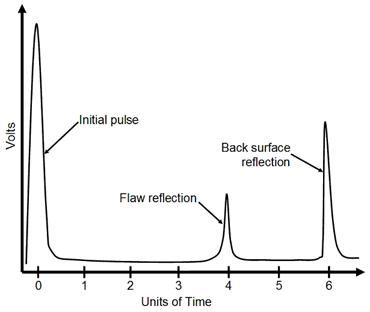 Volts
Initial pulse
Flaw reflection
Back surface
reflection
0 1 2 3 4 5 6
Units of Time